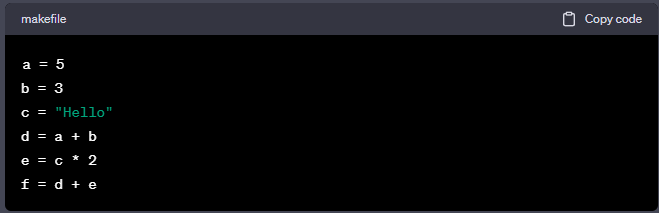 makefile
Copy code
a = 5
b = 3
c = "Hello"
d = a + b
e = c * 2
f = d + e